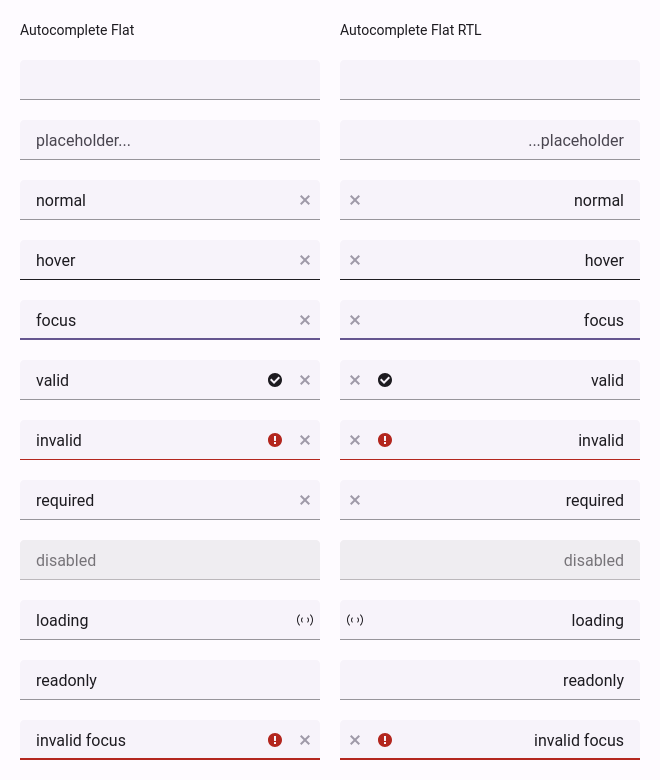 Autocomplete Flat
Autocomplete Flat RTL
placeholder...
...placeholder
normal
normal
hover
hover
focus
focus
valid
valid
invalid
invalid
required
required
disabled
disabled
loading
loading
readonly
readonly
invalid focus
invalid focus